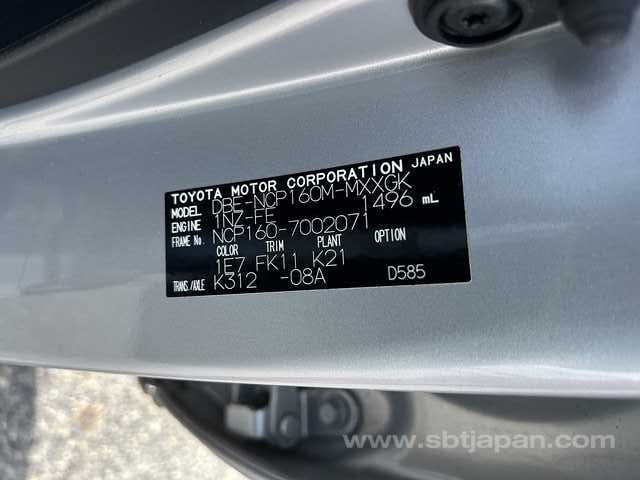 TOYOTA MOTOR CORPORATION JAPAN
MODEL DBE-NCP160M-MXXGK
ENGINE 1NZ-FE 1496 mL
FRAME No. NCP160-7002071
COLOR TRIM PLANT OPTION
1E7 FK11 K21
TRANS./AXLE K312 -08A D585
www.sbtjapan.com